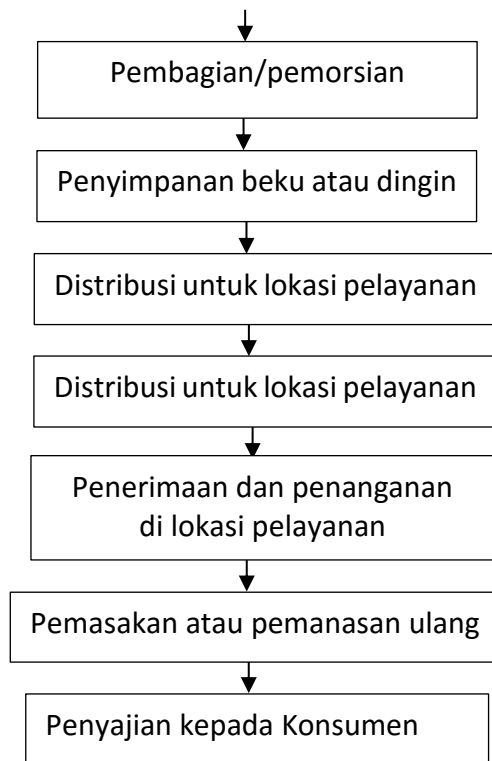 Pembagian/pemorsian
Penyimpanan beku atau dingin
Distribusi untuk lokasi pelayanan
Distribusi untuk lokasi pelayanan
Penerimaan dan penanganan
di lokasi pelayanan
Pemasakan atau pemanasan ulang
Penyajian kepada Konsumen